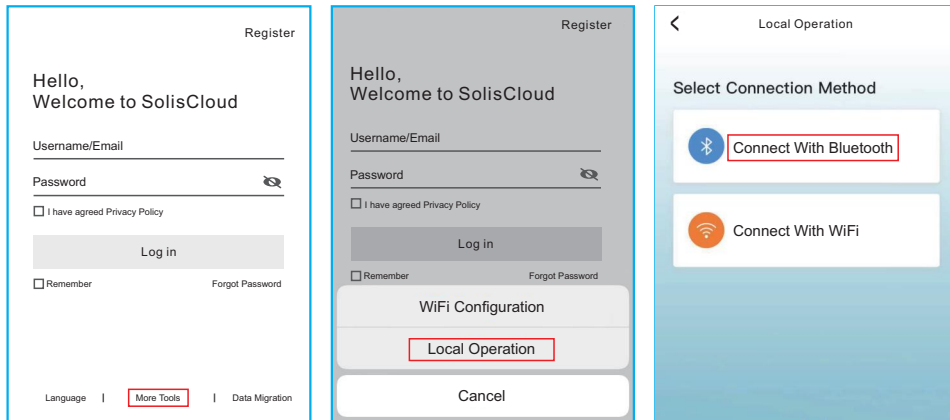 Register
Hello,
Welcome to SolisCloud
Username/Email
Password
I have agreed Privacy Policy
Log in
Remember Forgot Password
Language | More Tools | Data Migration
Register
Hello,
Welcome to SolisCloud
Username/Email
Password
I have agreed Privacy Policy
Log in
Remember Forgot Password
WiFi Configuration
Local Operation
Cancel
Local Operation
Select Connection Method
Connect With Bluetooth
Connect With WiFi